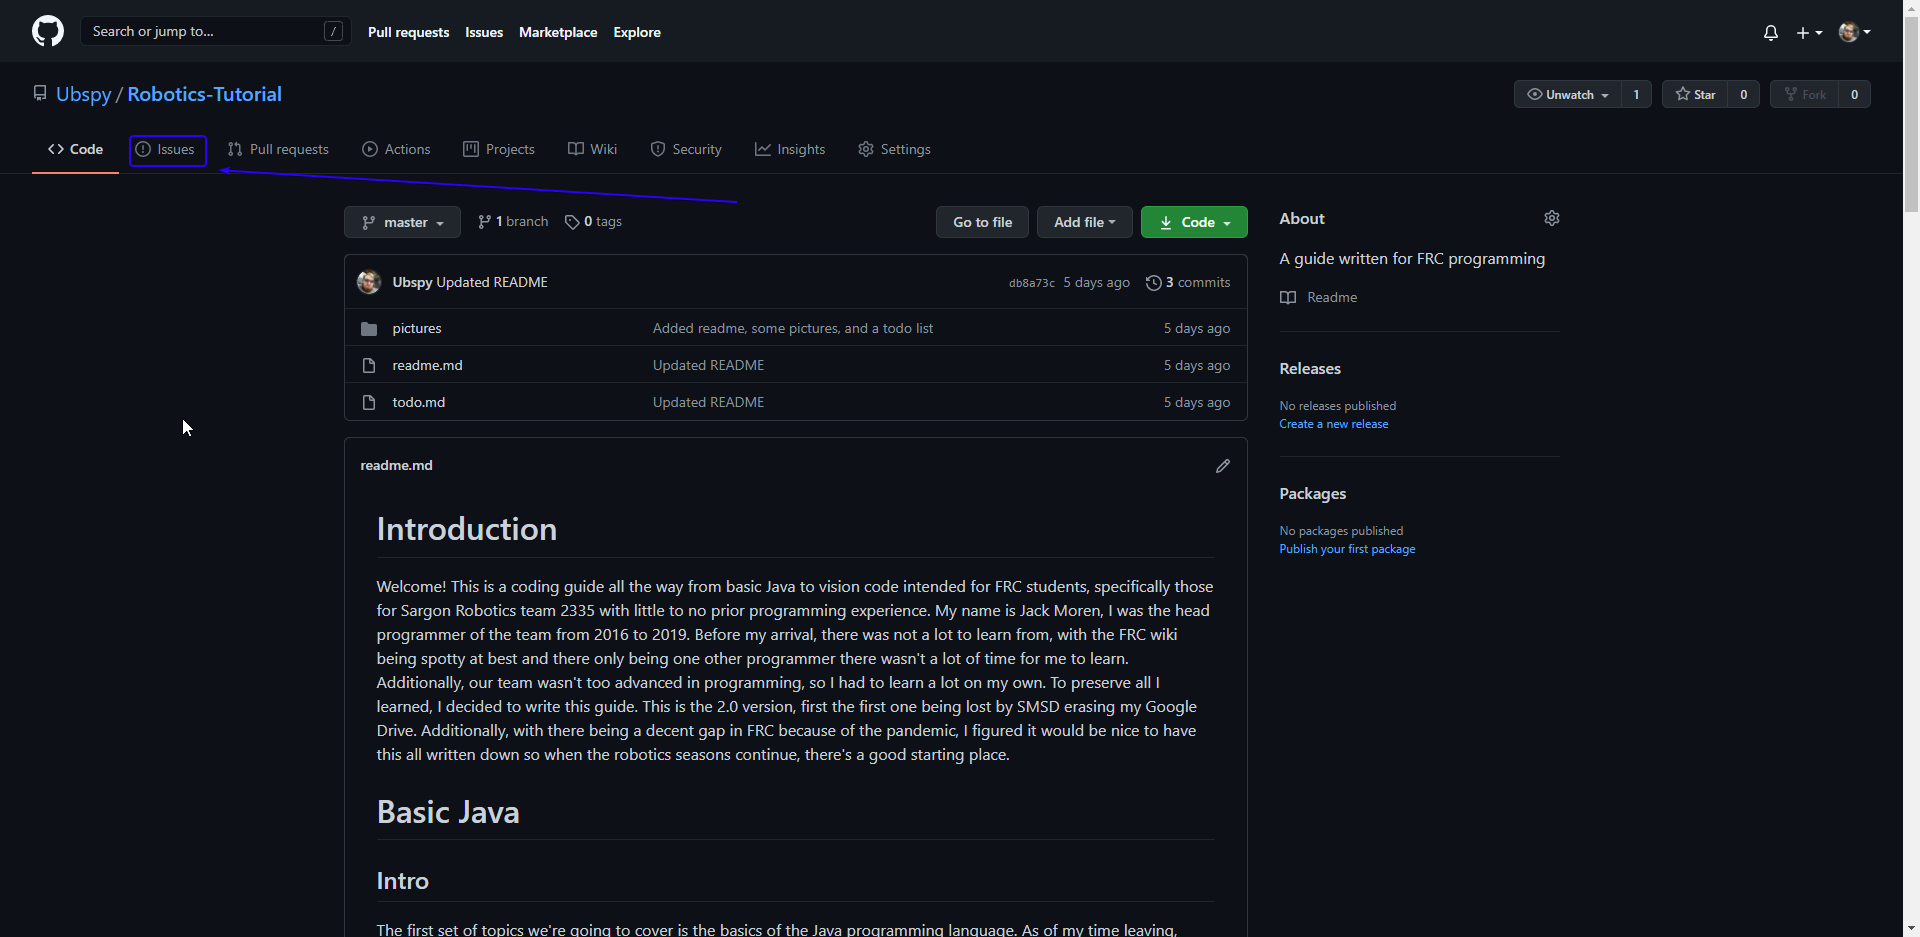 Search or jump to... /
Pull requests Issues Marketplace Explore
Ubspy / Robotics-Tutorial
Unwatch 1 Star 0 Fork 0
<> Code Issues Pull requests Actions Projects Wiki Security Insights Settings
master 1 branch 0 tags
Go to file Add file Code
Ubspy Updated README db8a73c 5 days ago 3 commits
pictures Added readme, some pictures, and a todo list 5 days ago
readme.md Updated README 5 days ago
todo.md Updated README 5 days ago
readme.md
Introduction
Welcome! This is a coding guide all the way from basic Java to vision code intended for FRC students, specifically those
for Sargon Robotics team 2335 with little to no prior programming experience. My name is Jack Moren, I was the head
programmer of the team from 2016 to 2019. Before my arrival, there was not a lot to learn from, with the FRC wiki
being spotty at best and there only being one other programmer there wasn't a lot of time for me to learn.
Additionally, our team wasn't too advanced in programming, so I had to learn a lot on my own. To preserve all I
learned, I decided to write this guide. This is the 2.0 version, first the first one being lost by SMSD erasing my Google
Drive. Additionally, with there being a decent gap in FRC because of the pandemic, I figured it would be nice to have
this all written down so when the robotics seasons continue, there's a good starting place.
Basic Java
Intro
The first set of topics we're going to cover is the basics of the Java programming language. As of my time leaving,
About
A guide written for FRC programming
Readme
Releases
No releases published
Create a new release
Packages
No packages published
Publish your first package